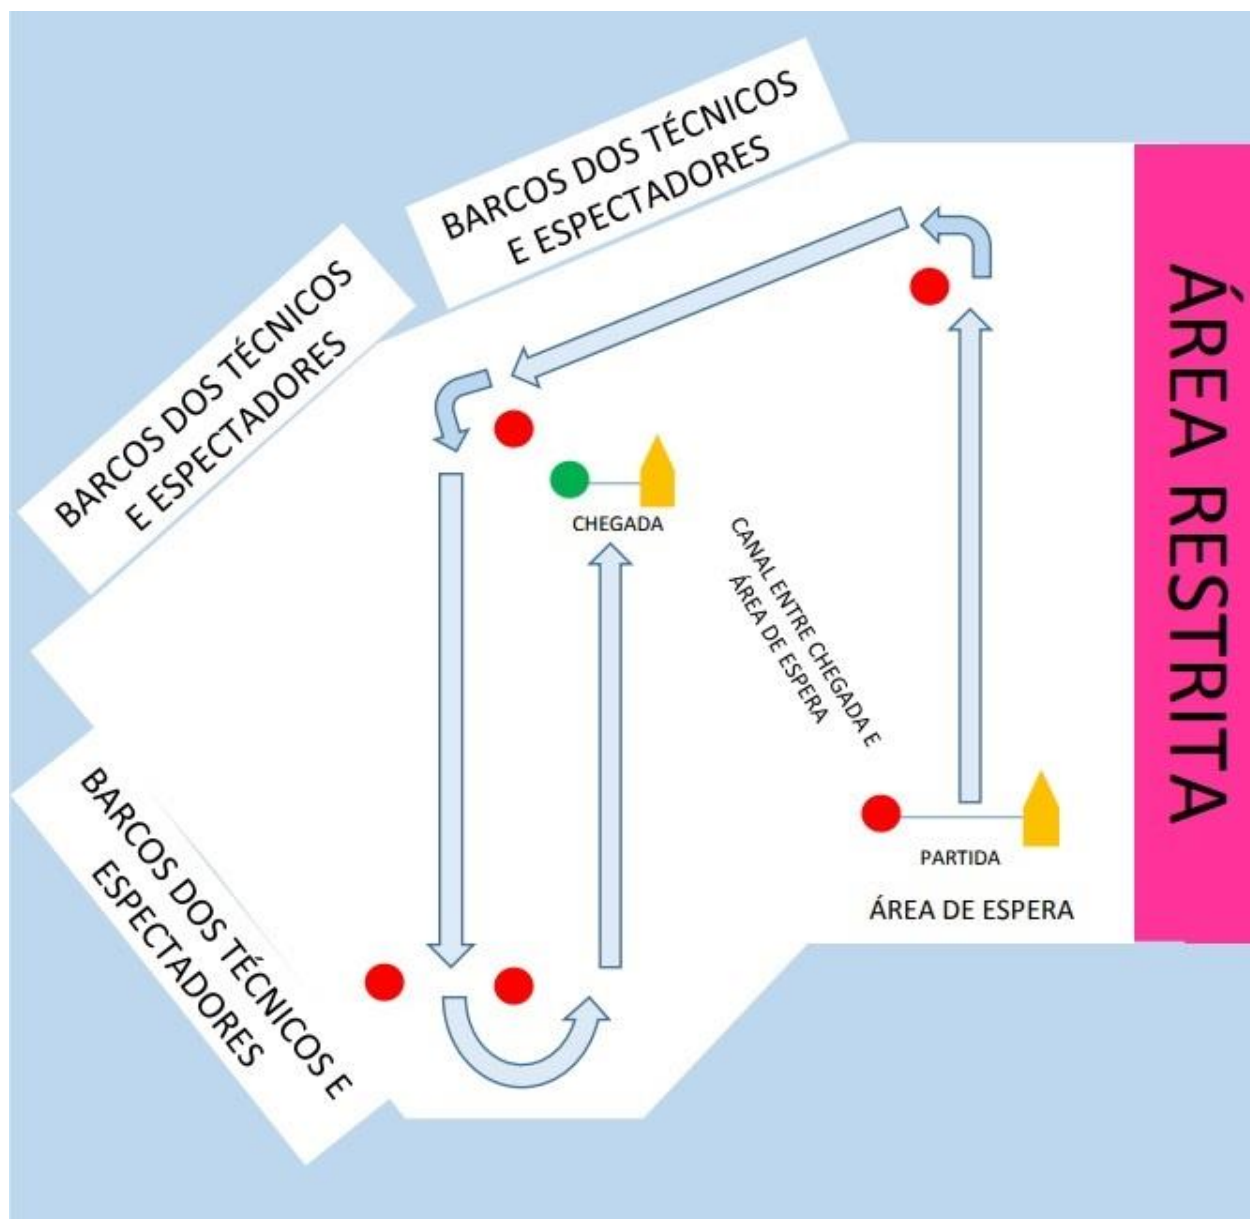 BARCOS DOS TÉCNICOS
E ESPECTADORES
BARCOS DOS TÉCNICOS
E ESPECTADORES
ÁREA RESTRITA
CHEGADA
CANAL ENTRE CHEGADA E
ÁREA DE ESPERA
BARCOS DOS TÉCNICOS E
ESPECTADORES
PARTIDA
ÁREA DE ESPERA